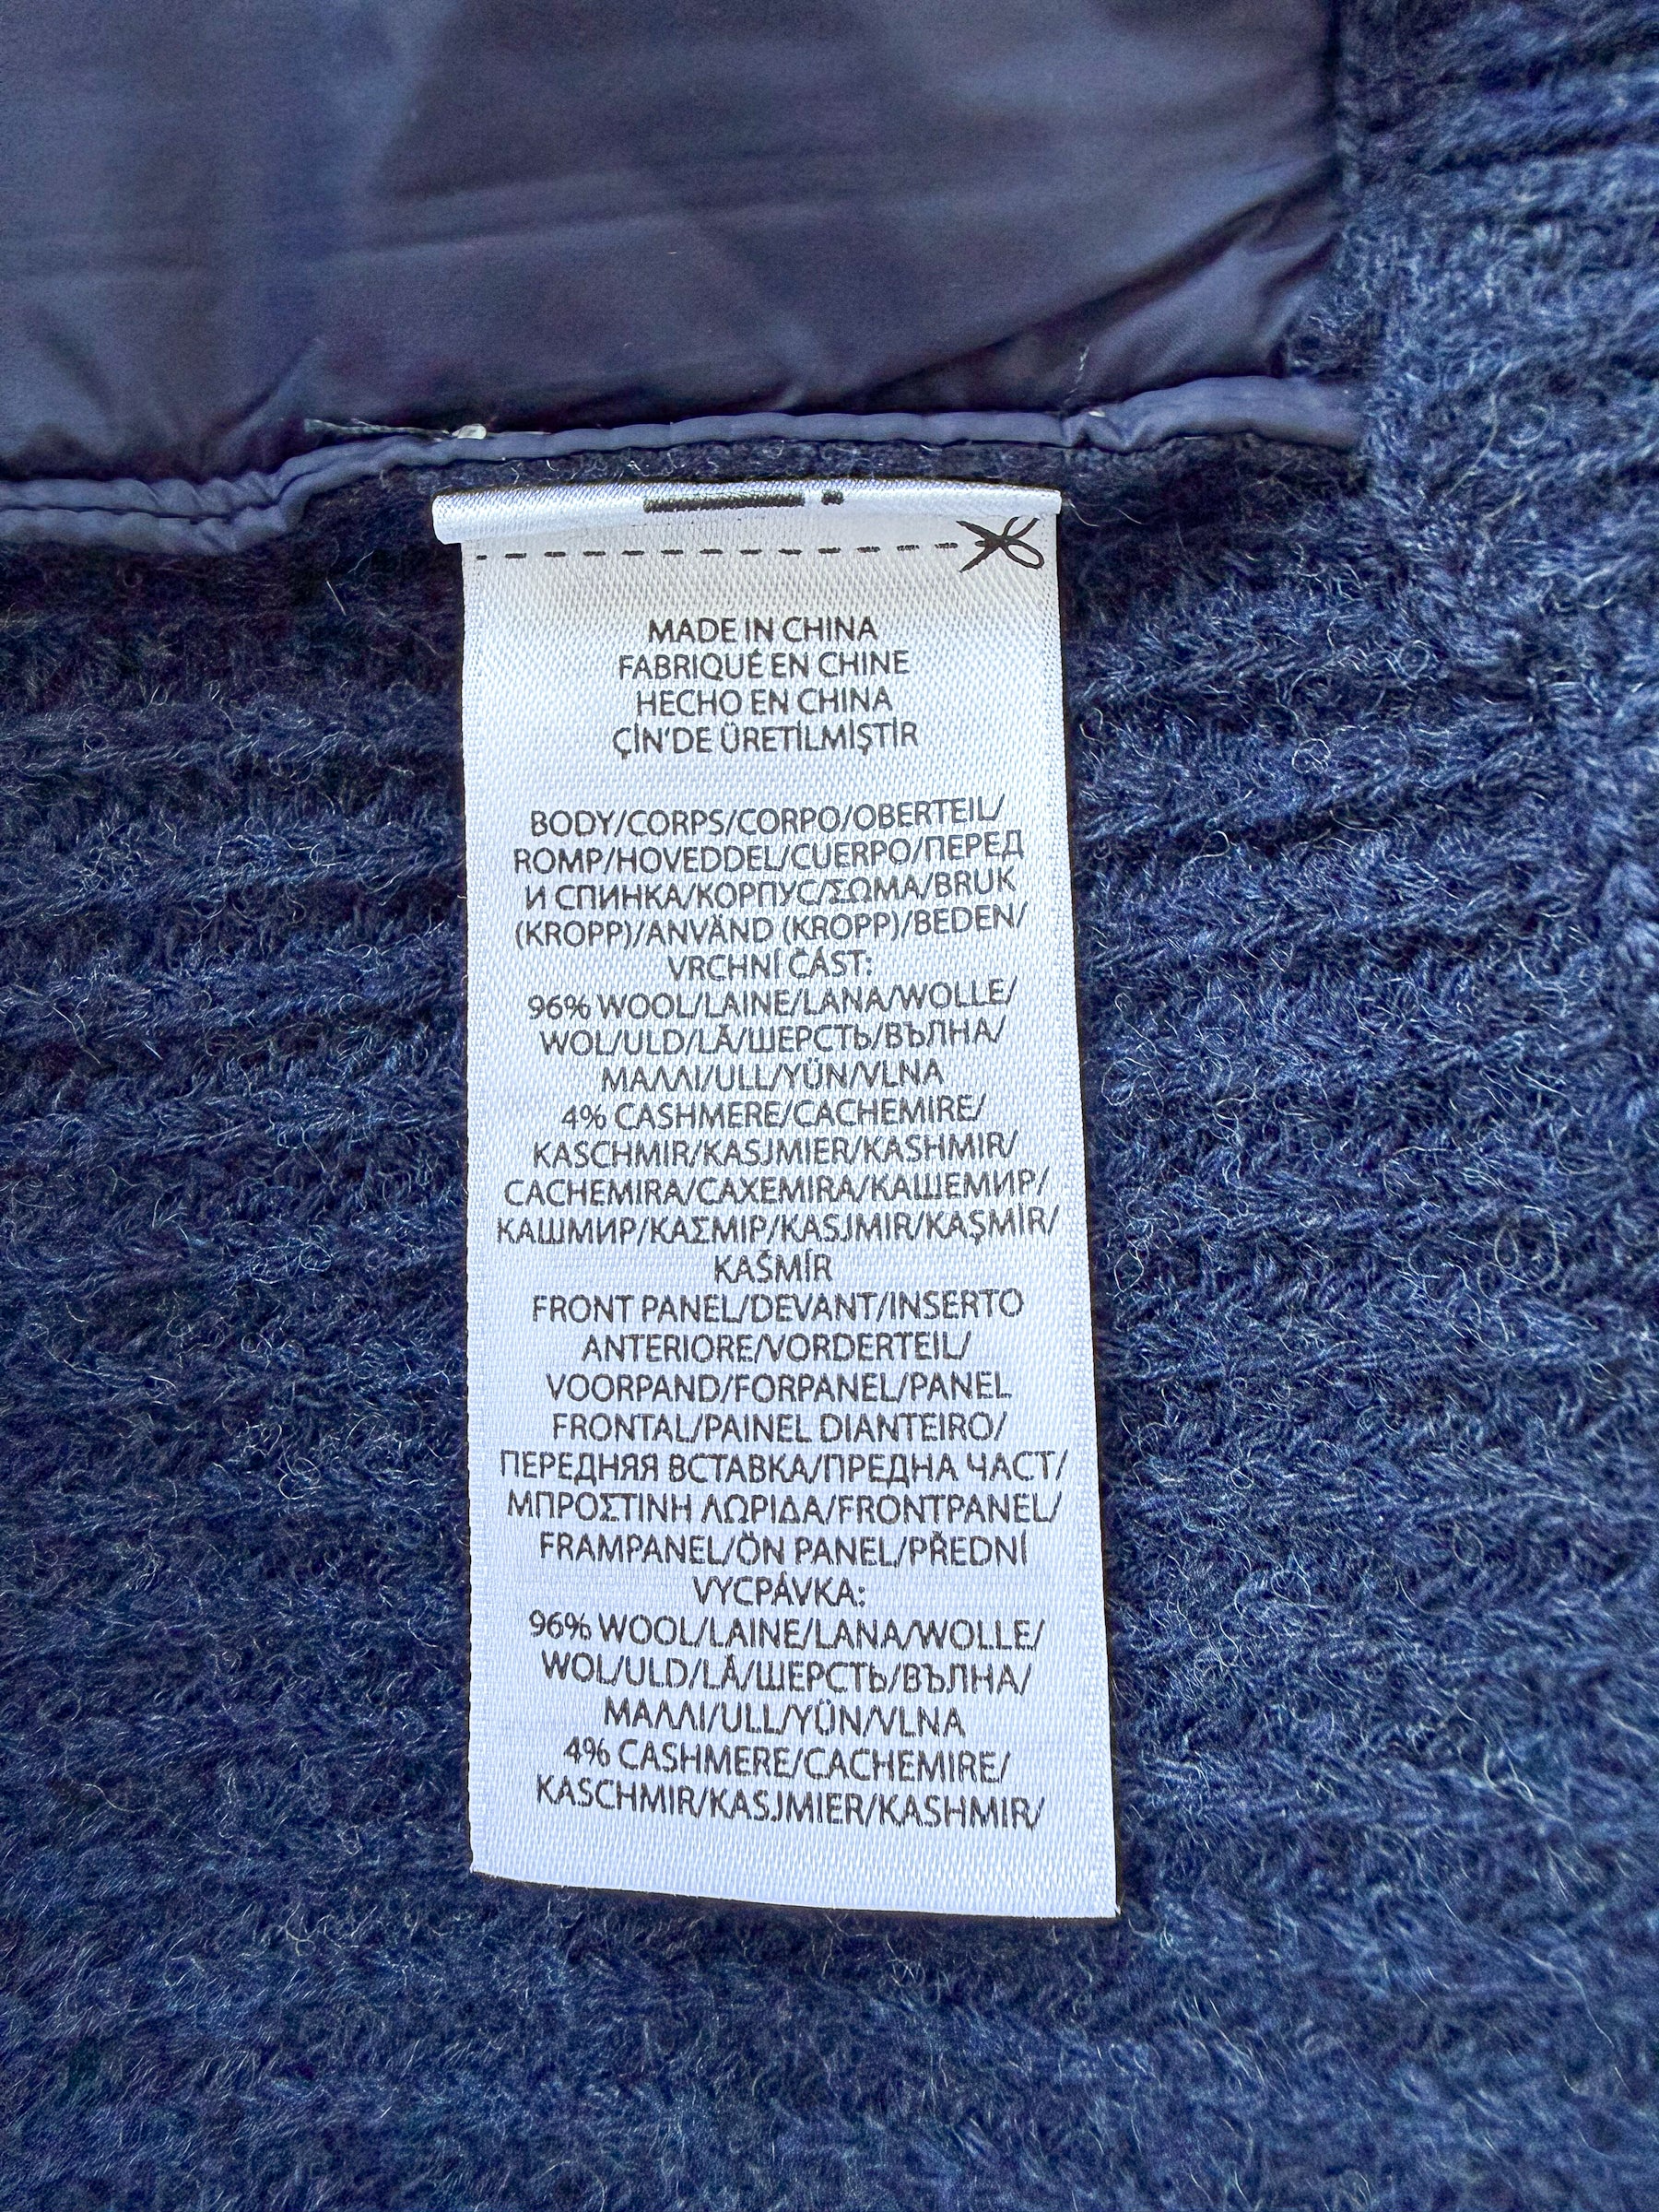 MADE IN CHINA
FABRIQUÉ EN CHINE
HECHO EN CHINA
ÇİN'DE ÜRETİLMİŞTİR
BODY/CORPS/CORPO/OBERTEIL/
ROMP/HOVEDDEL/CUERPO/ПЕРЕД
И СПИНКА/КОРПУС/ΣΩΜΑ/BRUK
(KROPP)/ANVÄND (KROPP)/BEDEN/
VRCHNÍ ČÁST:
96% WOOL/LAINE/LANA/WOLLE/
WOL/ULD/LÃ/ШЕРСТЬ/ВЪЛНА/
ΜΑΛΛΙ/ULL/YÜN/VLNA
4% CASHMERE/CACHEMIRE/
KASCHMIR/KASJMIER/KASHMIR/
CACHEMIRA/CAXEMIRA/КАШЕМИР/
КАШМИР/ΚΑΣΜΙΡ/KASJMIR/KAŞMİR/
KAŠMÍR
FRONT PANEL/DEVANT/INSERTO
ANTERIORE/VORDERTEIL/
VOORPAND/FORPANEL/PANEL
FRONTAL/PAINEL DIANTEIRO/
ПЕРЕДНЯЯ ВСТАВКА/ПРЕДНА ЧАСТ/
ΜΠΡΟΣΤΙΝΗ ΛΩΡΙΔΑ/FRONTPANEL/
FRAMPANEL/ÖN PANEL/PŘEDNÍ
VYCPÁVKA:
96% WOOL/LAINE/LANA/WOLLE/
WOL/ULD/LÃ/ШЕРСТЬ/ВЪЛНА/
ΜΑΛΛΙ/ULL/YÜN/VLNA
4% CASHMERE/CACHEMIRE/
KASCHMIR/KASJMIER/KASHMIR/